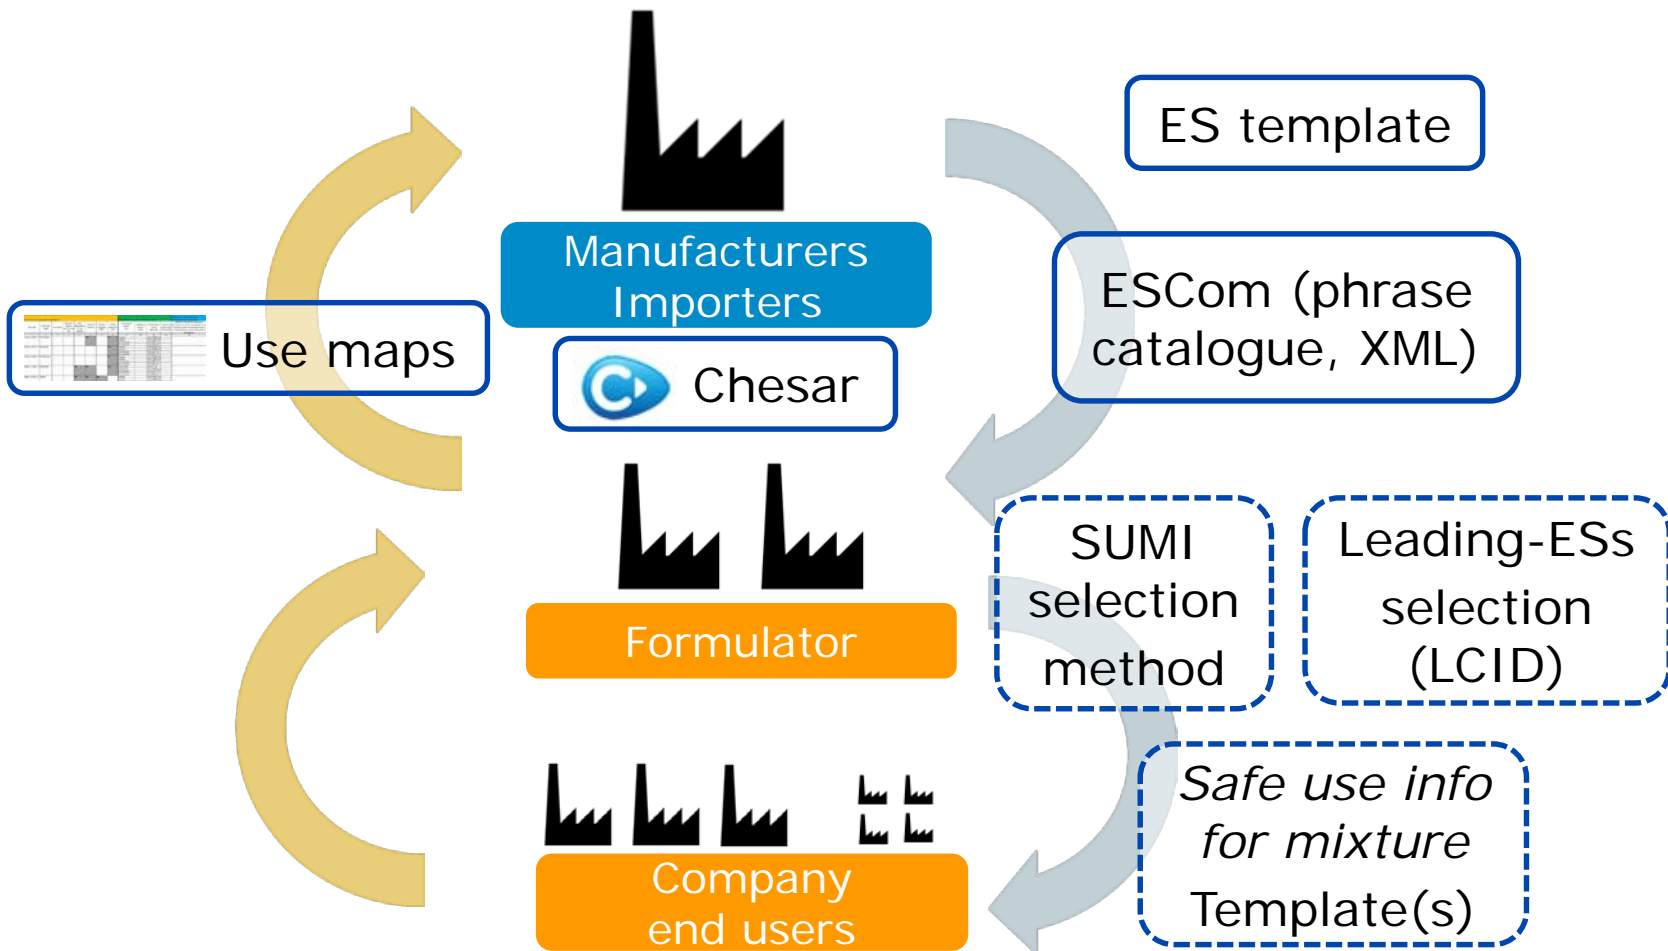 ES template
Manufacturers
Importers
ESCom (phrase
catalogue, XML)
Use maps
Chesar
SUMI
selection
method
Leading-ESs
selection
(LCID)
Formulator
Safe use info
for mixture
Template(s)
Company
end users